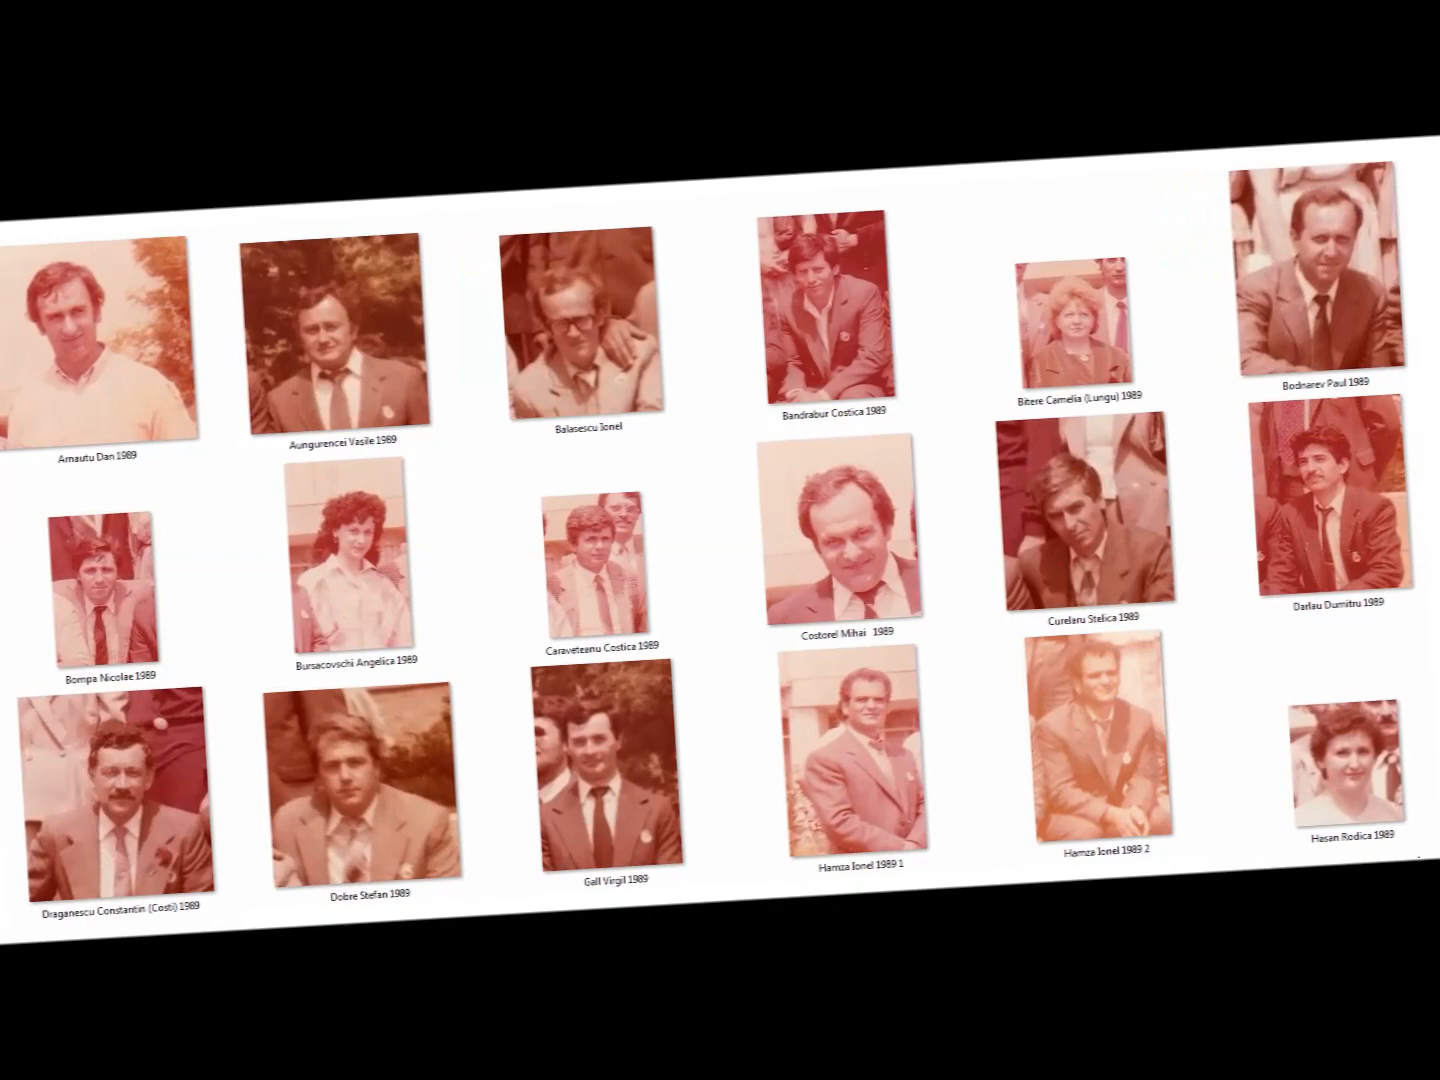 Arnautu Dan 1989
Aungurencei Vasile 1989
Balasescu Ionel
Bandrabur Costica 1989
Bitere Camelia (Lungu) 1989
Bodnarev Paul 1989
Bompa Nicolae 1989
Bursacovschi Angelica 1989
Caraveteanu Costica 1989
Costorel Mihai 1989
Curelaru Stelica 1989
Darlau Dumitru 1989
Draganescu Constantin (Costi) 1989
Dobre Stefan 1989
Gall Virgil 1989
Hamza Ionel 1989 1
Hamza Ionel 1989 2
Hasan Rodica 1989